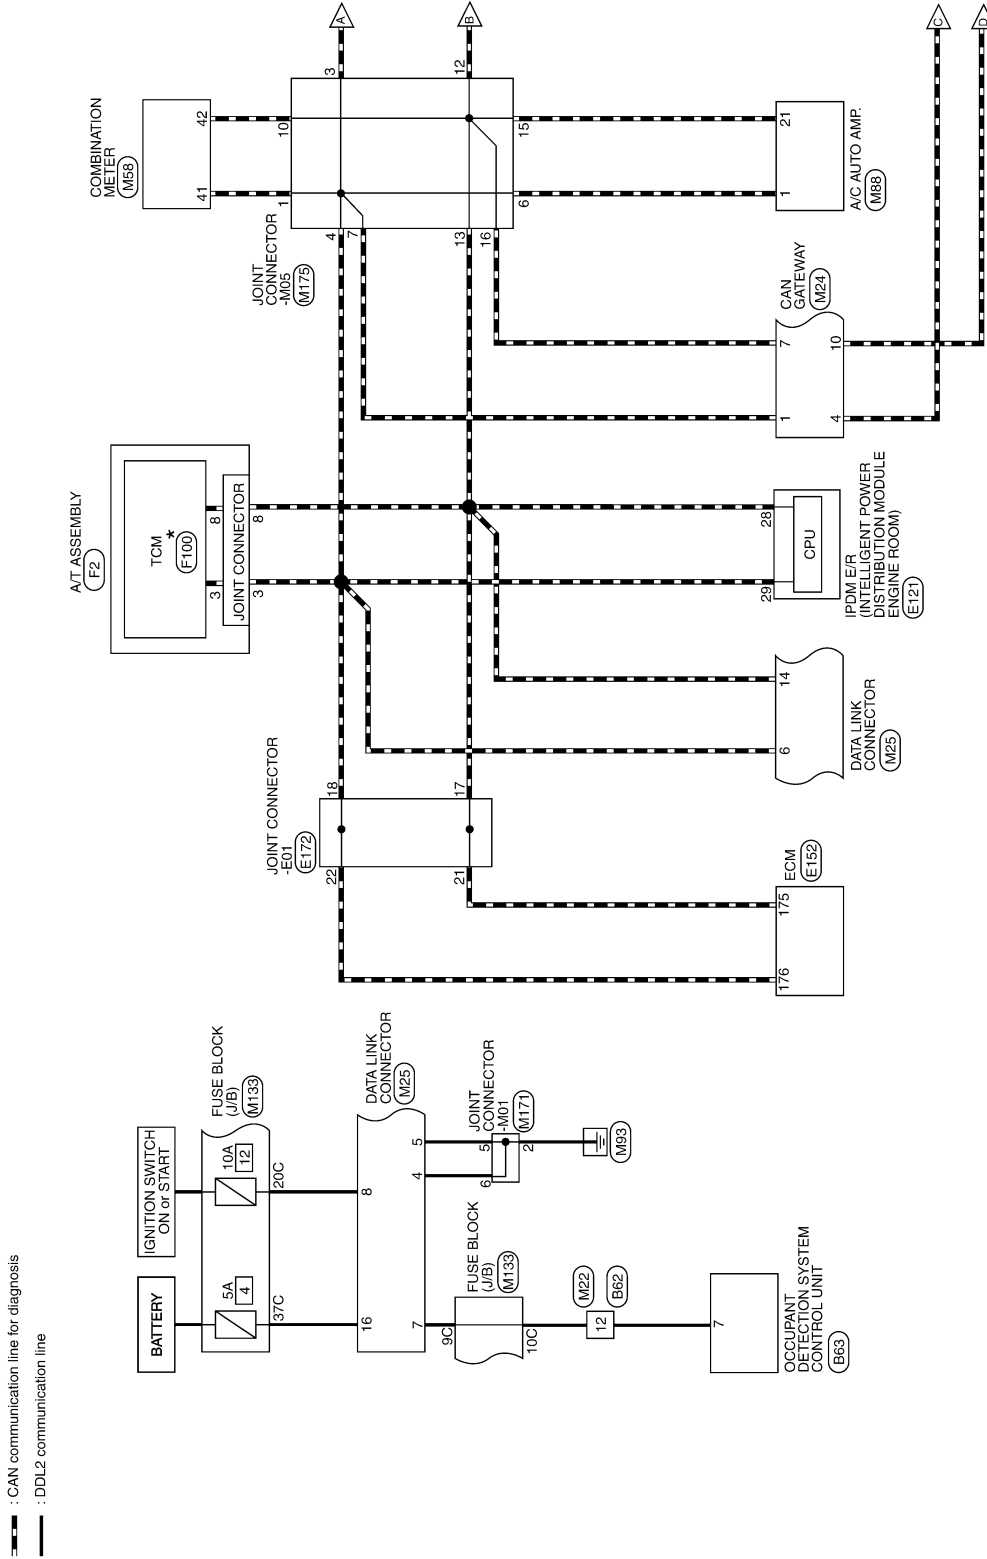 : CAN communication line for diagnosis
: DDL2 communication line
BATTERY
IGNITION SWITCH
ON or START
FUSE BLOCK
(J/B)
M133
5A
4
10A
12
37C
20C
DATA LINK
CONNECTOR
M25
16
8
7
4
5
FUSE BLOCK
(J/B)
M133
9C
10C
JOINT
CONNECTOR
-M01
M171
6
5
2
M93
M22
B62
12
7
OCCUPANT
DETECTION SYSTEM
CONTROL UNIT
B63
A/T ASSEMBLY
F2
TCM
*
F100
3
8
JOINT CONNECTOR
3
8
COMBINATION
METER
M58
41
42
JOINT CONNECTOR
-E01
E172
22
18
21
17
JOINT
CONNECTOR
-M05
M175
1
10
4
7
3
13
16
12
6
15
A
B
C
D
176
175
ECM
E152
6
14
DATA LINK
CONNECTOR
M25
29
28
CPU
IPDM E/R
(INTELLIGENT POWER
DISTRIBUTION MODULE
ENGINE ROOM)
E121
1
7
4
10
CAN
GATEWAY
M24
1
21
A/C AUTO AMP.
M88